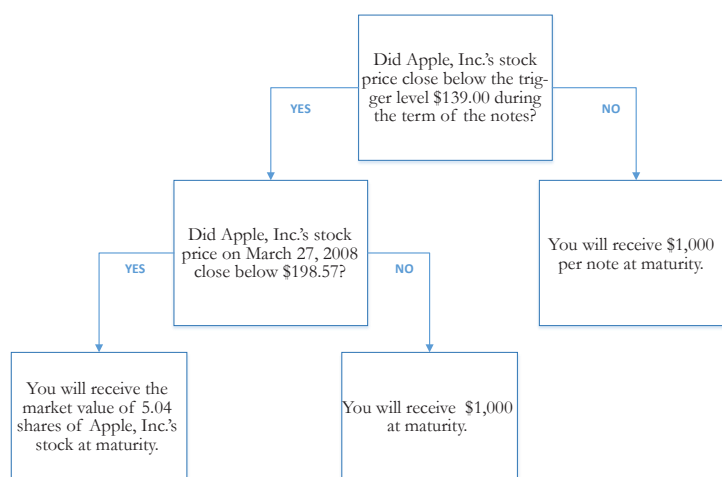 Did Apple, Inc.'s stock
price close below the trig-
ger level $139.00 during
the term of the notes?
YES
NO
Did Apple, Inc.'s stock
price on March 27, 2008
close below $198.57?
You will receive $1,000
per note at maturity.
YES
NO
You will receive the
market value of 5.04
shares of Apple, Inc.'s
stock at maturity.
You will receive $1,000
at maturity.